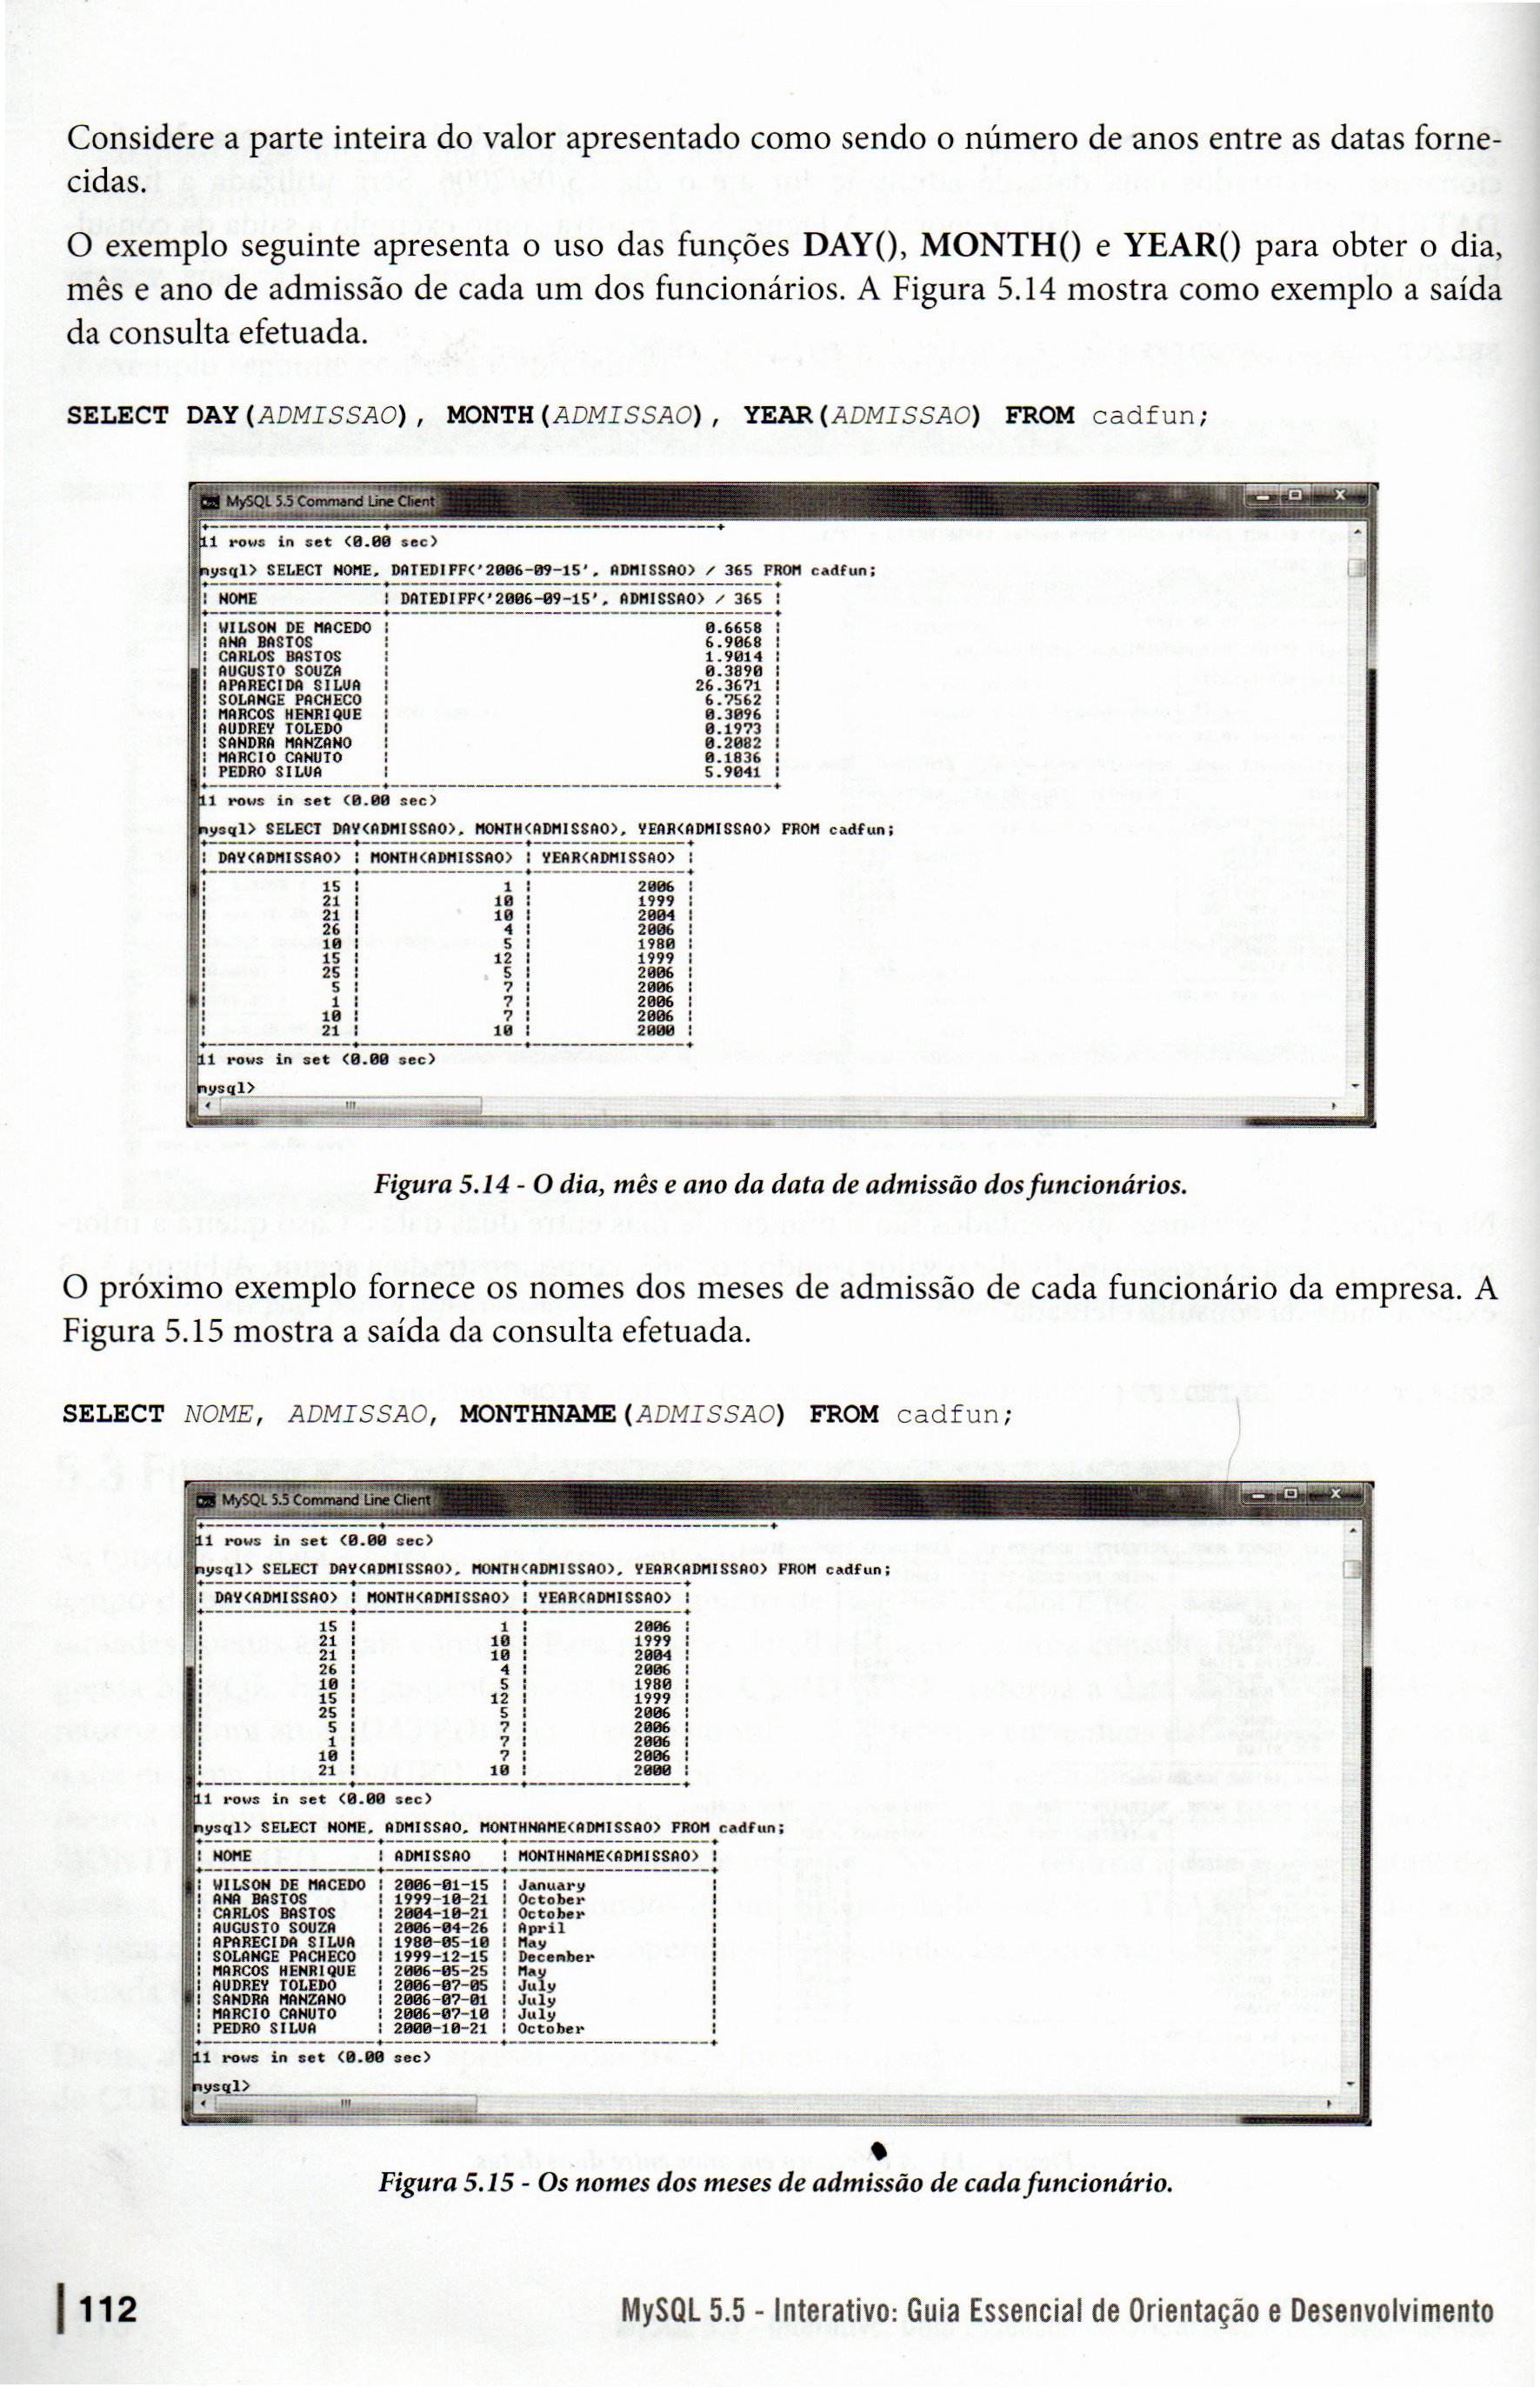 Considere a parte inteira do valor apresentado como sendo o número de anos entre as datas forne-
cidas.
O exemplo seguinte apresenta o uso das funções DAY(), MONTH() e YEAR() para obter o dia,
mês e ano de admissão de cada um dos funcionários. A Figura 5.14 mostra como exemplo a saída
da consulta efetuada.
SELECT DAY(ADMISSAO), MONTH(ADMISSAO), YEAR(ADMISSAO) FROM cadfun;
MySQL 5.5 Command Line Client
11 rows in set (0.00 sec)
mysql> SELECT NOME, DATEDIFF('2006-09-15', ADMISSAO) / 365 FROM cadfun;
| NOME | DATEDIFF('2006-09-15', ADMISSAO) / 365 |
| WILSON DE MACEDO | 0.6658 |
| ANA BASTOS | 6.9068 |
| CARLOS BASTOS | 1.9014 |
| AUGUSTO SOUZA | 0.3890 |
| APARECIDA SILVA | 26.3671 |
| SOLANGE PACHECO | 6.7562 |
| MARCOS HENRIQUE | 0.3096 |
| AUDREY TOLEDO | 0.1973 |
| SANDRA MANZANO | 0.2082 |
| MARCIO CANUTO | 0.1836 |
| PEDRO SILVA | 5.9041 |
11 rows in set (0.00 sec)
mysql> SELECT DAY(ADMISSAO), MONTH(ADMISSAO), YEAR(ADMISSAO) FROM cadfun;
| DAY(ADMISSAO) | MONTH(ADMISSAO) | YEAR(ADMISSAO) |
| 15 | 1 | 2006 |
| 21 | 10 | 1999 |
| 21 | 10 | 2004 |
| 26 | 4 | 2006 |
| 10 | 5 | 1980 |
| 15 | 12 | 1999 |
| 25 | 5 | 2006 |
| 5 | 7 | 2006 |
| 1 | 7 | 2006 |
| 10 | 7 | 2006 |
| 21 | 10 | 2000 |
11 rows in set (0.00 sec)
mysql>
Figura 5.14 - O dia, mês e ano da data de admissão dos funcionários.
O próximo exemplo fornece os nomes dos meses de admissão de cada funcionário da empresa. A
Figura 5.15 mostra a saída da consulta efetuada.
SELECT NOME, ADMISSAO, MONTHNAME(ADMISSAO) FROM cadfun;
MySQL 5.5 Command Line Client
11 rows in set (0.00 sec)
mysql> SELECT DAY(ADMISSAO), MONTH(ADMISSAO), YEAR(ADMISSAO) FROM cadfun;
| DAY(ADMISSAO) | MONTH(ADMISSAO) | YEAR(ADMISSAO) |
| 15 | 1 | 2006 |
| 21 | 10 | 1999 |
| 21 | 10 | 2004 |
| 26 | 4 | 2006 |
| 10 | 5 | 1980 |
| 15 | 12 | 1999 |
| 25 | 5 | 2006 |
| 5 | 7 | 2006 |
| 1 | 7 | 2006 |
| 10 | 7 | 2006 |
| 21 | 10 | 2000 |
11 rows in set (0.00 sec)
mysql> SELECT NOME, ADMISSAO, MONTHNAME(ADMISSAO) FROM cadfun;
| NOME | ADMISSAO | MONTHNAME(ADMISSAO) |
| WILSON DE MACEDO | 2006-01-15 | January |
| ANA BASTOS | 1999-10-21 | October |
| CARLOS BASTOS | 2004-10-21 | October |
| AUGUSTO SOUZA | 2006-04-26 | April |
| APARECIDA SILVA | 1980-05-10 | May |
| SOLANGE PACHECO | 1999-12-15 | December |
| MARCOS HENRIQUE | 2006-05-25 | May |
| AUDREY TOLEDO | 2006-07-05 | July |
| SANDRA MANZANO | 2006-07-01 | July |
| MARCIO CANUTO | 2006-07-10 | July |
| PEDRO SILVA | 2000-10-21 | October |
11 rows in set (0.00 sec)
mysql>
Figura 5.15 - Os nomes dos meses de admissão de cada funcionário.
112
MySQL 5.5 - Interativo: Guia Essencial de Orientação e Desenvolvimento